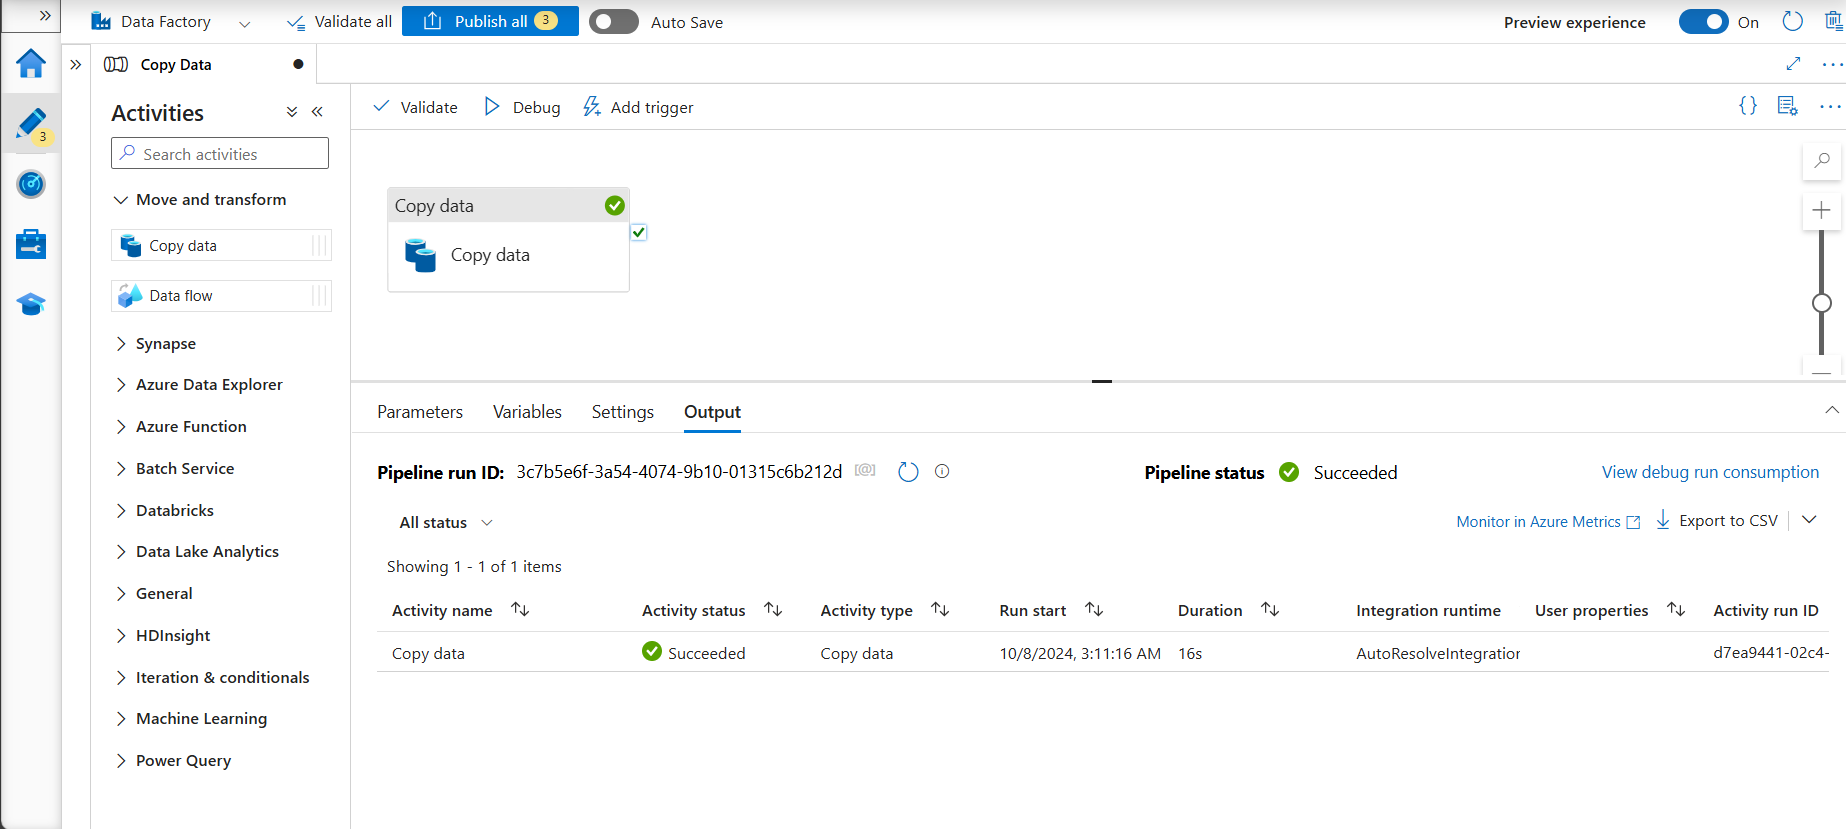 Data Factory
Validate all
Publish all 3
Auto Save
Preview experience
On
3
Copy Data
Activities
Search activities
Move and transform
Copy data
Data flow
Synapse
Azure Data Explorer
Azure Function
Batch Service
Databricks
Data Lake Analytics
General
HDInsight
Iteration & conditionals
Machine Learning
Power Query
Validate
Debug
Add trigger
Copy data
Copy data
Parameters
Variables
Settings
Output
Pipeline run ID: 3c7b5e6f-3a54-4074-9b10-01315c6b212d
Pipeline status Succeeded
View debug run consumption
All status
Monitor in Azure Metrics
Export to CSV
Showing 1 - 1 of 1 items
Activity name Activity status Activity type Run start Duration Integration runtime User properties Activity run ID
Copy data Succeeded Copy data 10/8/2024, 3:11:16 AM 16s AutoResolveIntegration d7ea9441-02c4-